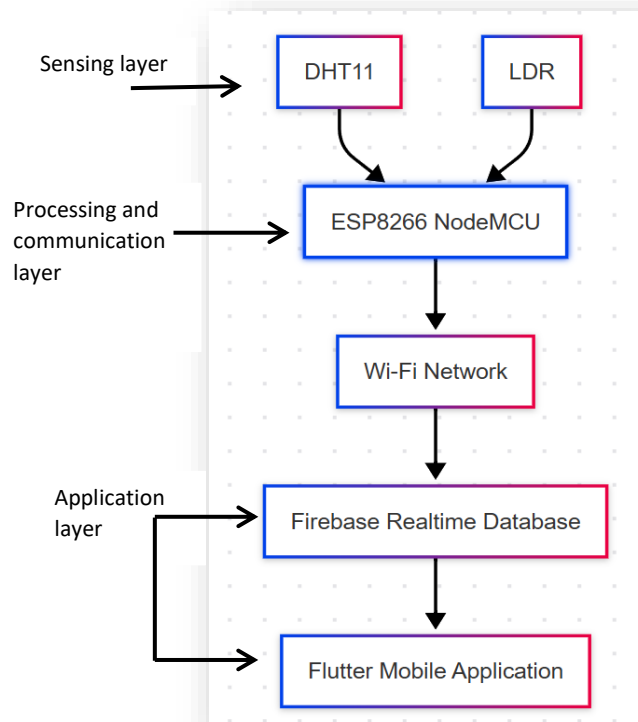 Sensing layer
DHT11
LDR
Processing and
communication
layer
ESP8266 NodeMCU
Wi-Fi Network
Application
layer
Firebase Realtime Database
Flutter Mobile Application